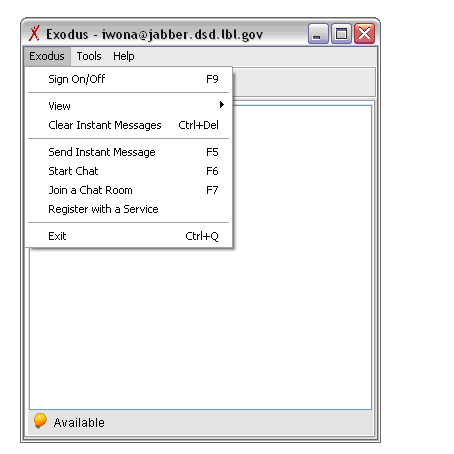 Exodus - iwona@jabber.dsd.lbl.gov
Exodus Tools Help
Sign On/Off F9
View
Clear Instant Messages Ctrl+Del
Send Instant Message F5
Start Chat F6
Join a Chat Room F7
Register with a Service
Exit Ctrl+Q
Available